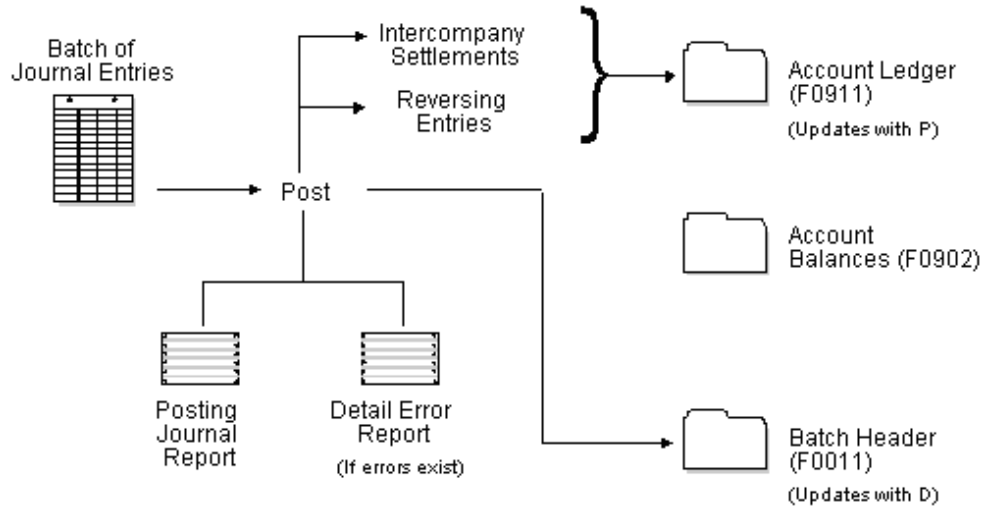 Batch of
Journal Entries
Intercompany
Settlements
Reversing
Entries
Account Ledger
(F0911)
(Updates with P)
Post
Account
Balances (F0902)
Posting
Journal
Report
Detail Error
Report
(If errors exist)
Batch Header
(F0011)
(Updates with D)